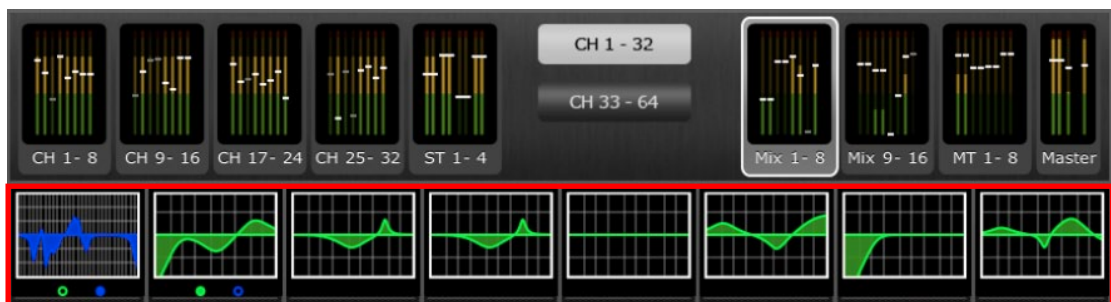 CH 1 - 32
CH 33 - 64
CH 1- 8
CH 9- 16
CH 17- 24
CH 25- 32
ST 1- 4
Mix 1- 8
Mix 9- 16
MT 1- 8
Master